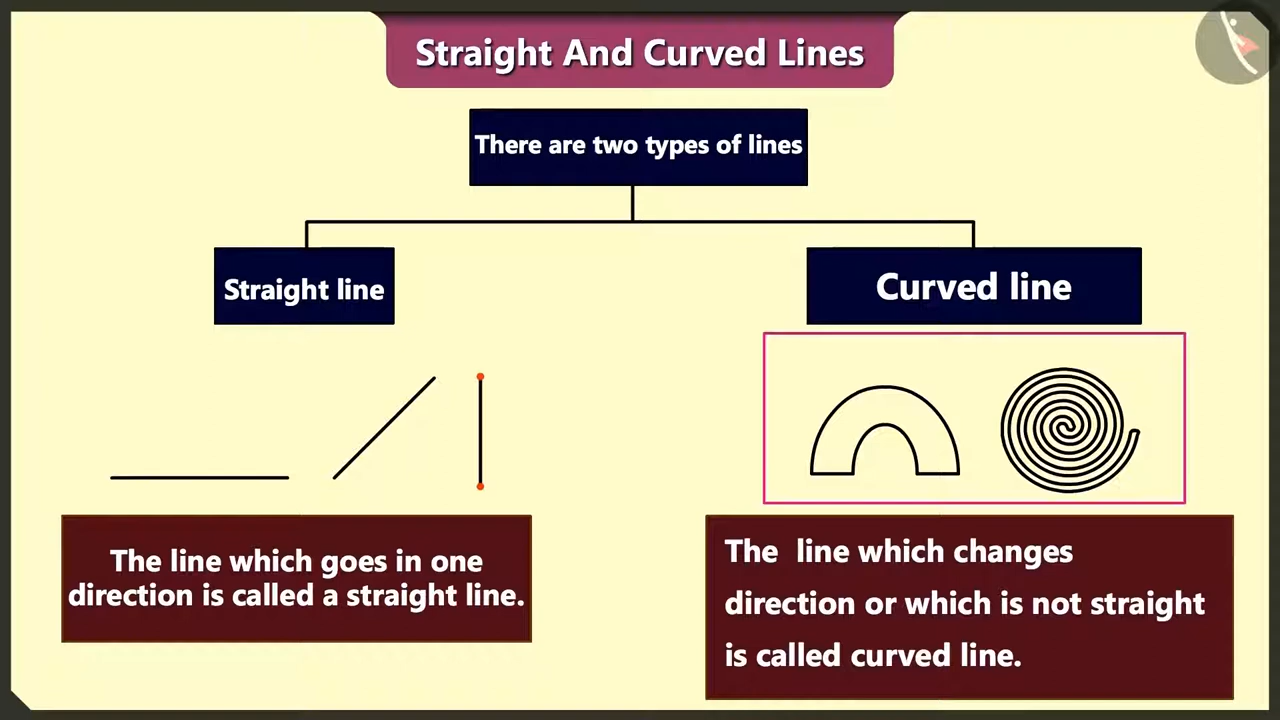 Straight And Curved Lines
There are two types of lines
Straight line
Curved line
The line which goes in one
direction is called a straight line.
The line which changes
direction or which is not straight
is called curved line.